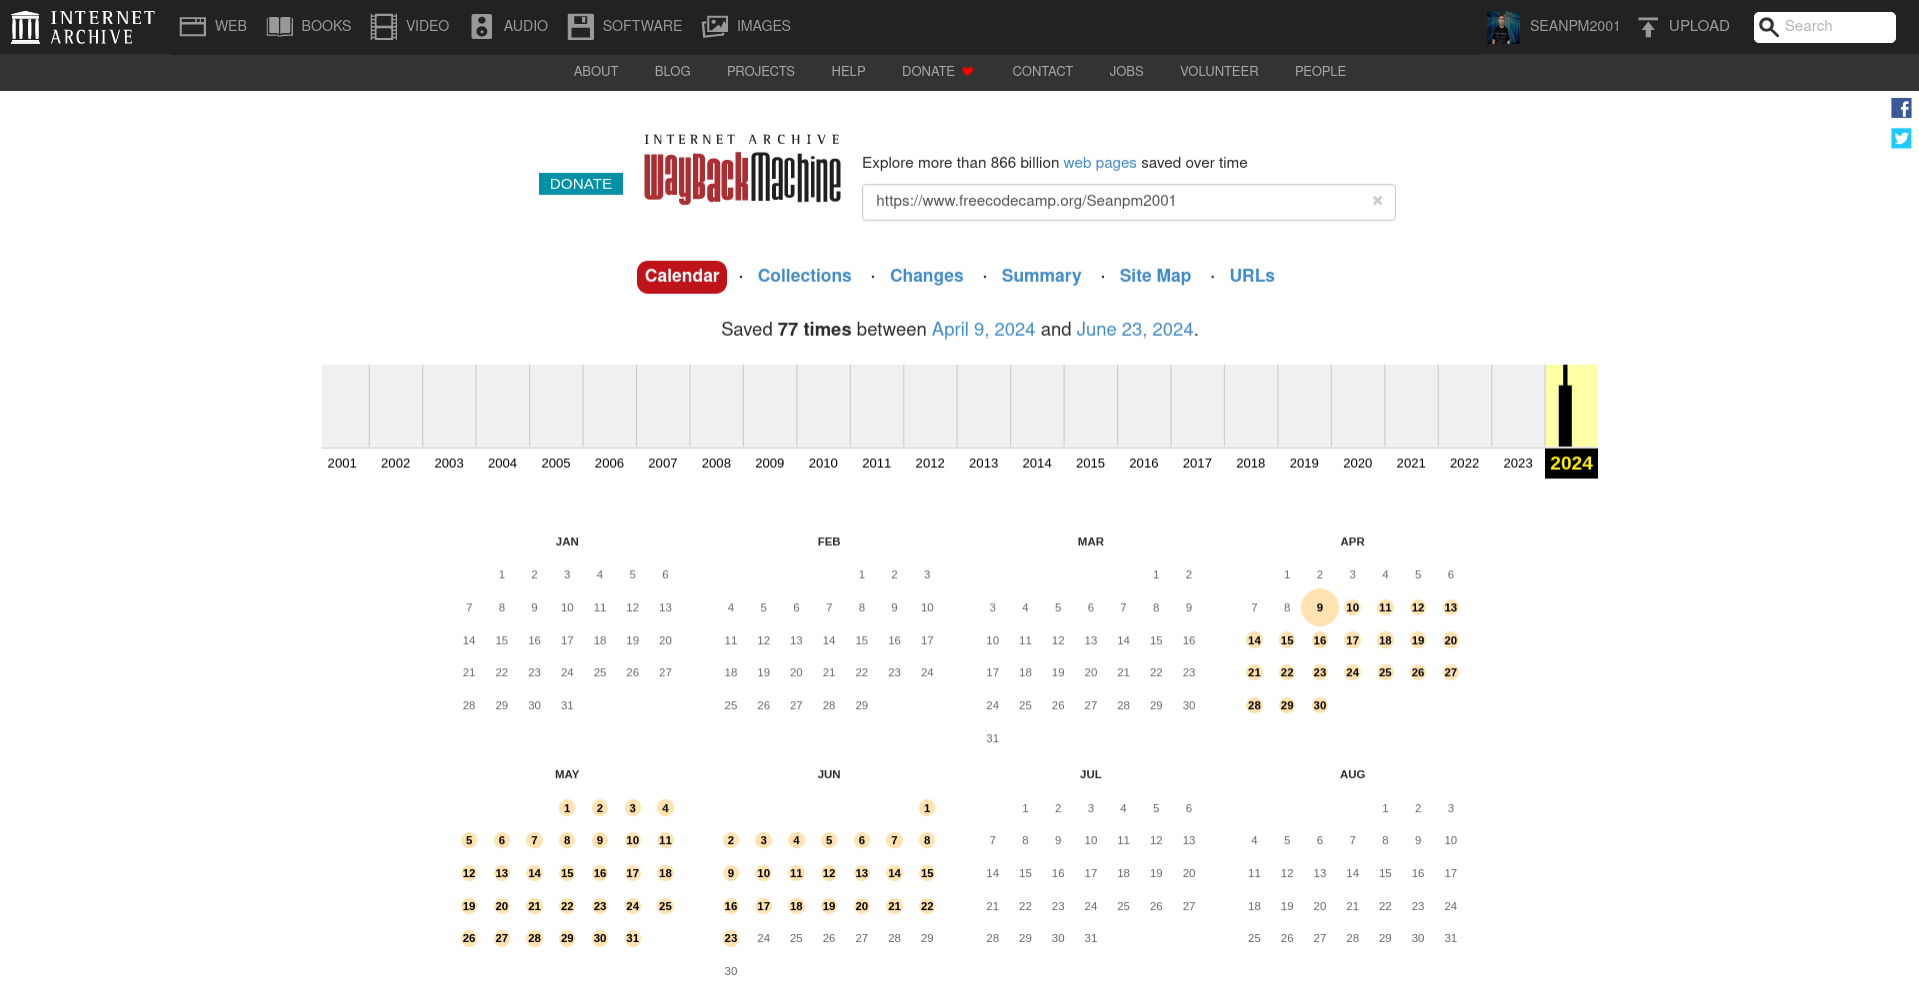 INTERNET ARCHIVE
WEB BOOKS VIDEO AUDIO SOFTWARE IMAGES SEANPM2001 UPLOAD Search
ABOUT BLOG PROJECTS HELP DONATE CONTACT JOBS VOLUNTEER PEOPLE
INTERNET ARCHIVE
WayBackMachine
DONATE
Explore more than 866 billion web pages saved over time
https://www.freecodecamp.org/Seanpm2001 ×
Calendar · Collections · Changes · Summary · Site Map · URLs
Saved 77 times between April 9, 2024 and June 23, 2024.
2001 2002 2003 2004 2005 2006 2007 2008 2009 2010 2011 2012 2013 2014 2015 2016 2017 2018 2019 2020 2021 2022 2023 2024
JAN
1 2 3 4 5 6
7 8 9 10 11 12 13
14 15 16 17 18 19 20
21 22 23 24 25 26 27
28 29 30 31
FEB
1 2 3
4 5 6 7 8 9 10
11 12 13 14 15 16 17
18 19 20 21 22 23 24
25 26 27 28 29
MAR
1 2
3 4 5 6 7 8 9
10 11 12 13 14 15 16
17 18 19 20 21 22 23
24 25 26 27 28 29 30
31
APR
1 2 3 4 5 6
7 8 9 10 11 12 13
14 15 16 17 18 19 20
21 22 23 24 25 26 27
28 29 30
MAY
1 2 3 4
5 6 7 8 9 10 11
12 13 14 15 16 17 18
19 20 21 22 23 24 25
26 27 28 29 30 31
JUN
1
2 3 4 5 6 7 8
9 10 11 12 13 14 15
16 17 18 19 20 21 22
23 24 25 26 27 28 29
30
JUL
1 2 3 4 5 6
7 8 9 10 11 12 13
14 15 16 17 18 19 20
21 22 23 24 25 26 27
28 29 30 31
AUG
1 2 3
4 5 6 7 8 9 10
11 12 13 14 15 16 17
18 19 20 21 22 23 24
25 26 27 28 29 30 31